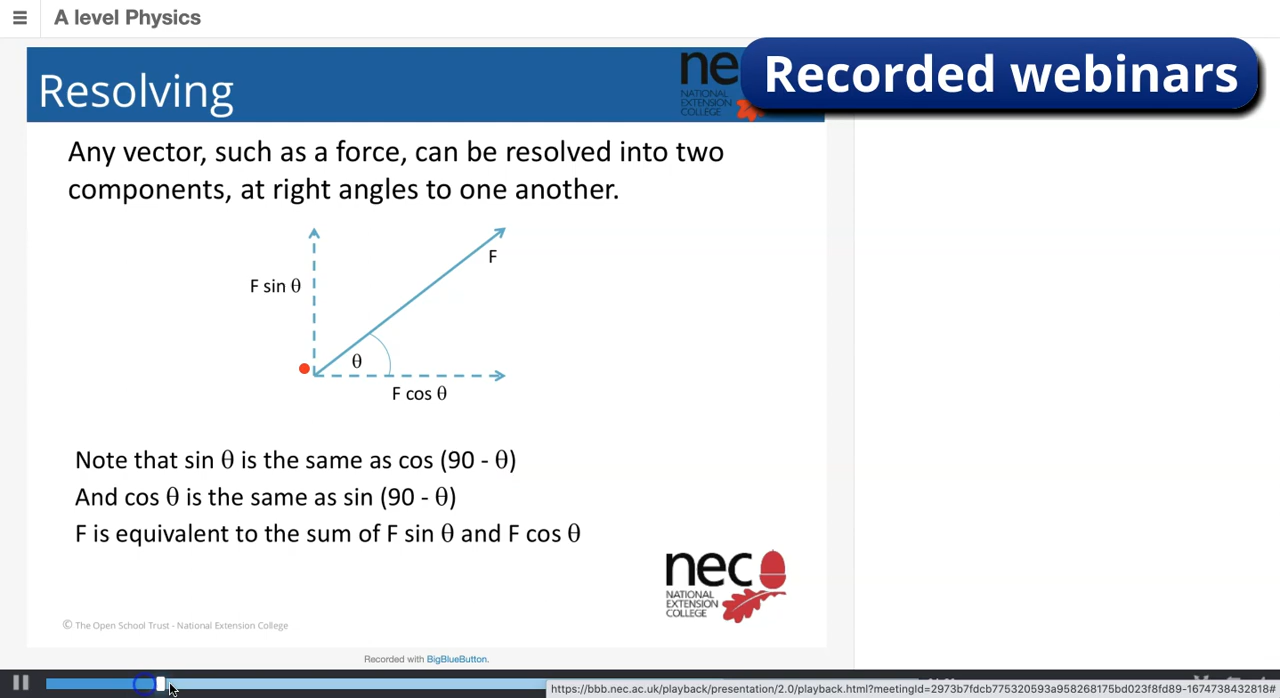 A level Physics
Recorded webinars
Resolving
nec
NATIONAL
EXTENSION
COLLEGE
Any vector, such as a force, can be resolved into two
components, at right angles to one another.
F
F sin θ
θ
F cos θ
Note that sin θ is the same as cos (90 - θ)
And cos θ is the same as sin (90 - θ)
F is equivalent to the sum of F sin θ and F cos θ
nec
NATIONAL
EXTENSION
COLLEGE
© The Open School Trust - National Extension College
Recorded with BigBlueButton.
https://bbb.nec.ac.uk/playback/presentation/2.0/playback.html?meetingId=2973b7fdcb775320593a958268175bd023f8fd89-1674738432818#